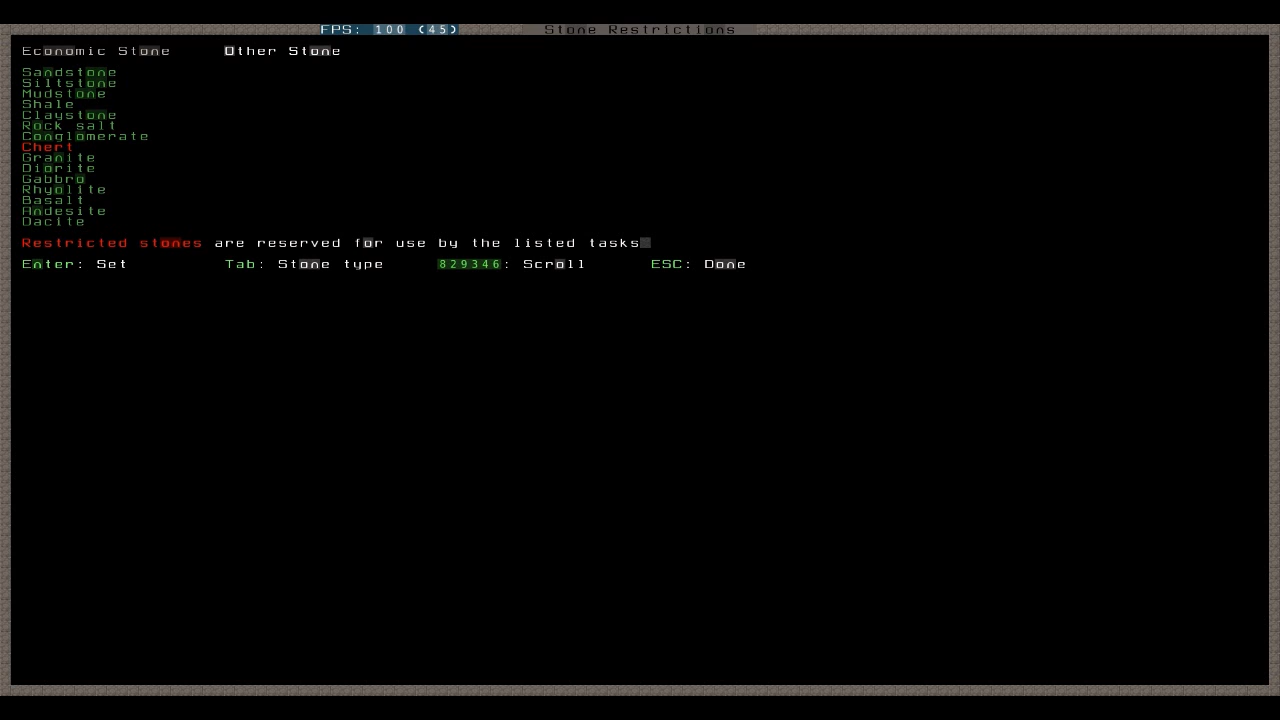 FPS: 100 (45) Stone Restrictions
Economic Stone Other Stone
Sandstone
Siltstone
Mudstone
Shale
Claystone
Rock salt
Conglomerate
Chert
Granite
Diorite
Gabbro
Rhyolite
Basalt
Andesite
Dacite
Restricted stones are reserved for use by the listed tasks.
Enter: Set Tab: Stone type 829346: Scroll ESC: Done